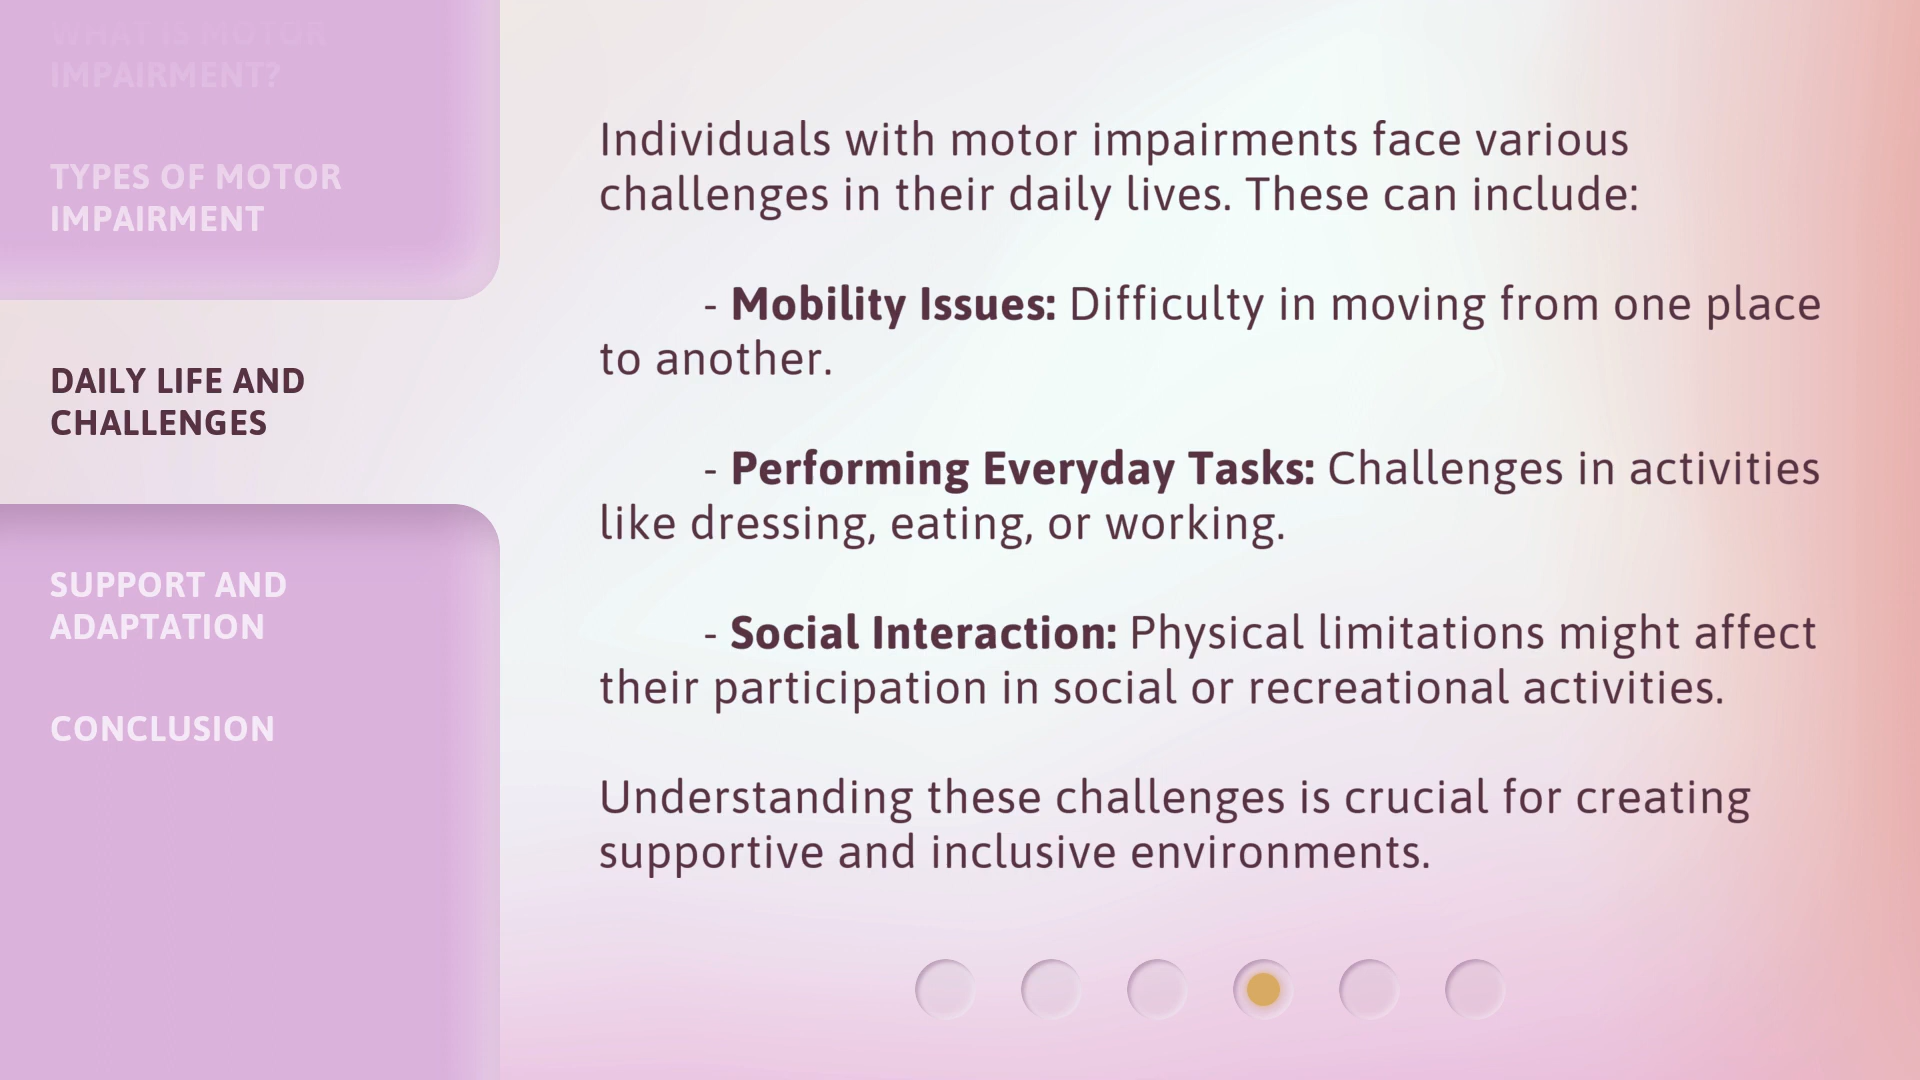 WHAT IS MOTOR
IMPAIRMENT?
TYPES OF MOTOR
IMPAIRMENT
DAILY LIFE AND
CHALLENGES
SUPPORT AND
ADAPTATION
CONCLUSION
Individuals with motor impairments face various
challenges in their daily lives. These can include:
- Mobility Issues: Difficulty in moving from one place
to another.
- Performing Everyday Tasks: Challenges in activities
like dressing, eating, or working.
- Social Interaction: Physical limitations might affect
their participation in social or recreational activities.
Understanding these challenges is crucial for creating
supportive and inclusive environments.